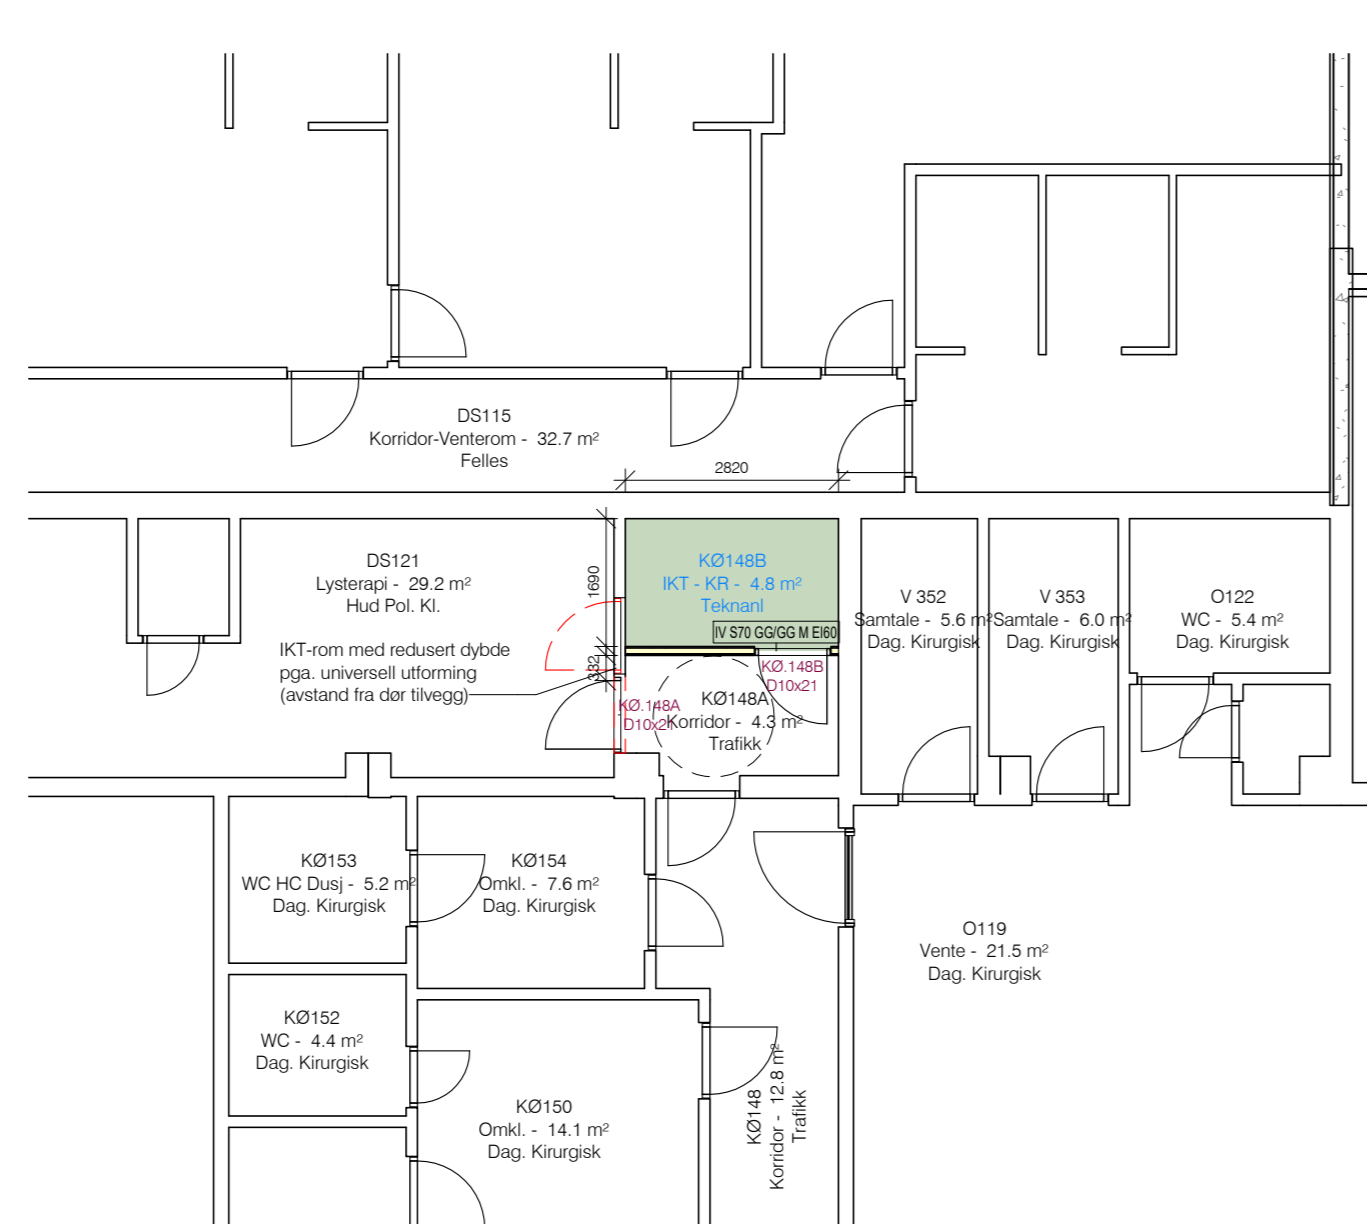 DS115
Korridor-Venterom - 32.7 m²
Felles
2820
DS121
Lysterapi - 29.2 m²
Hud Pol. Kl.
1690
KØ148B
IKT - KR - 4.8 m²
Teknanl
IV S70 GG/GG M EI60
V 352
Samtale - 5.6 m²
Dag. Kirurgisk
V 353
Samtale - 6.0 m²
Dag. Kirurgisk
O122
WC - 5.4 m²
Dag. Kirurgisk
IKT-rom med redusert dybde
pga. universell utforming
(avstand fra dør tilvegg)
332
KØ.148B
D10x21
KØ.148A
D10x21
KØ148A
Korridor - 4.3 m²
Trafikk
KØ153
WC HC Dusj - 5.2 m²
Dag. Kirurgisk
KØ154
Omkl. - 7.6 m²
Dag. Kirurgisk
O119
Vente - 21.5 m²
Dag. Kirurgisk
KØ152
WC - 4.4 m²
Dag. Kirurgisk
KØ150
Omkl. - 14.1 m²
Dag. Kirurgisk
KØ148
Korridor - 12.8 m²
Trafikk